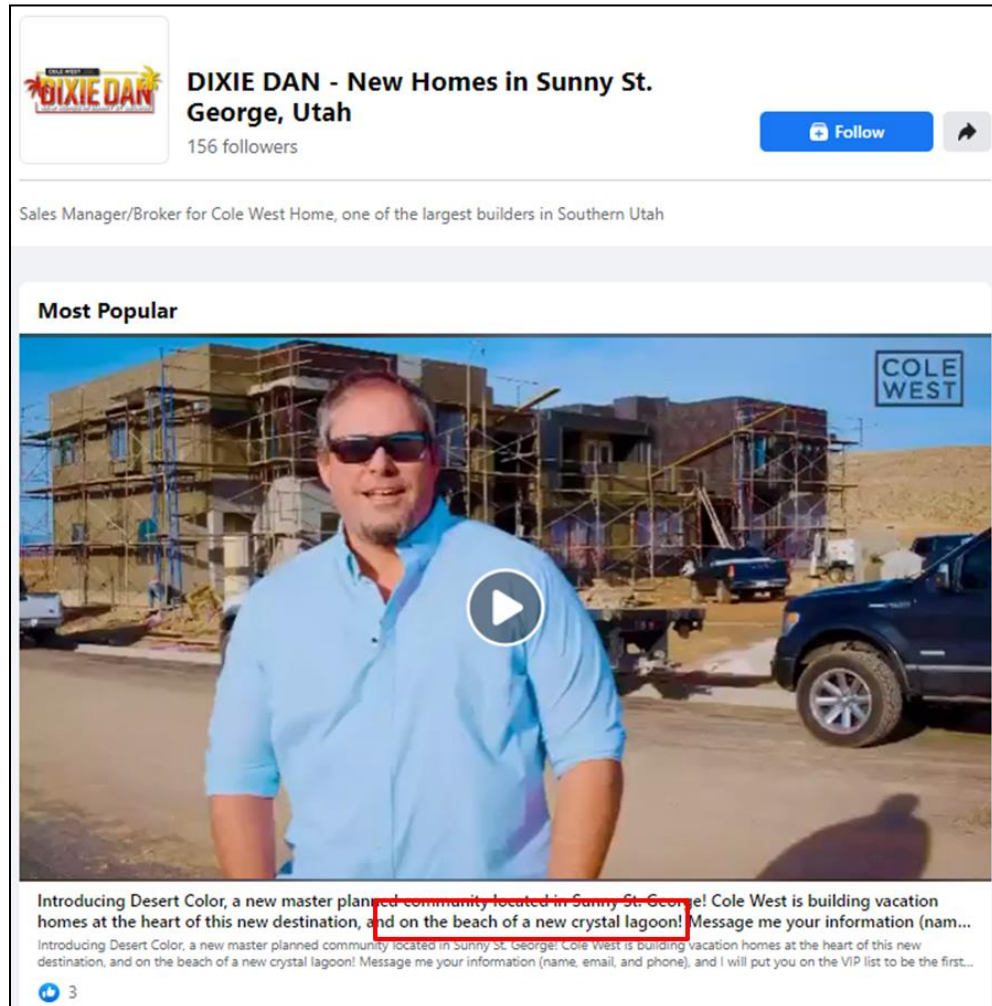 COLE WEST
DIXIE DAN
DIXIE DAN - New Homes in Sunny St.
George, Utah
156 followers
Follow
Sales Manager/Broker for Cole West Home, one of the largest builders in Southern Utah
Most Popular
COLE
WEST
Introducing Desert Color, a new master planned community located in Sunny St. George! Cole West is building vacation
homes at the heart of this new destination, and on the beach of a new crystal lagoon! Message me your information (nam...
Introducing Desert Color, a new master planned community located in Sunny St. George! Cole West is building vacation homes at the heart of this new
destination, and on the beach of a new crystal lagoon! Message me your information (name, email, and phone), and I will put you on the VIP list to be the first...
3